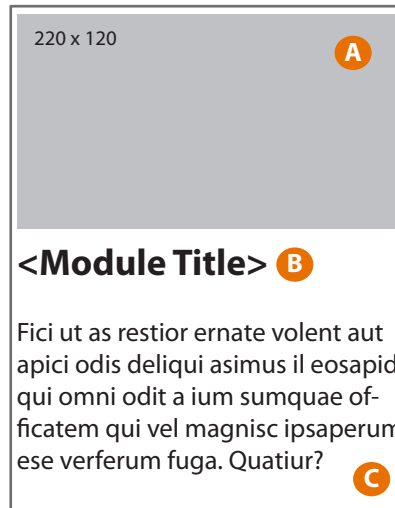 220 x 120
A
<Module Title> B
Fici ut as restior ernate volent aut
apici odis deliqui asimus il eosapid
qui omni odit a ium sumquae of-
ficatem qui vel magnisc ipsaperum
ese verferum fuga. Quatiur?
C